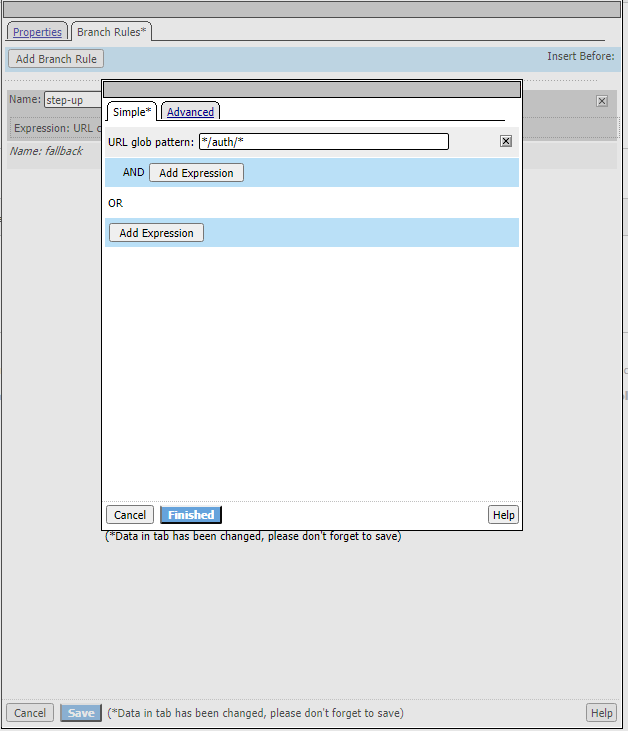 Properties Branch Rules*
Add Branch Rule Insert Before:
Name: step-up
Expression: URL
Name: fallback
Simple* Advanced
URL glob pattern: */auth/*
AND Add Expression
OR
Add Expression
Cancel Finished Help
(*Data in tab has been changed, please don't forget to save)
Cancel Save (*Data in tab has been changed, please don't forget to save) Help